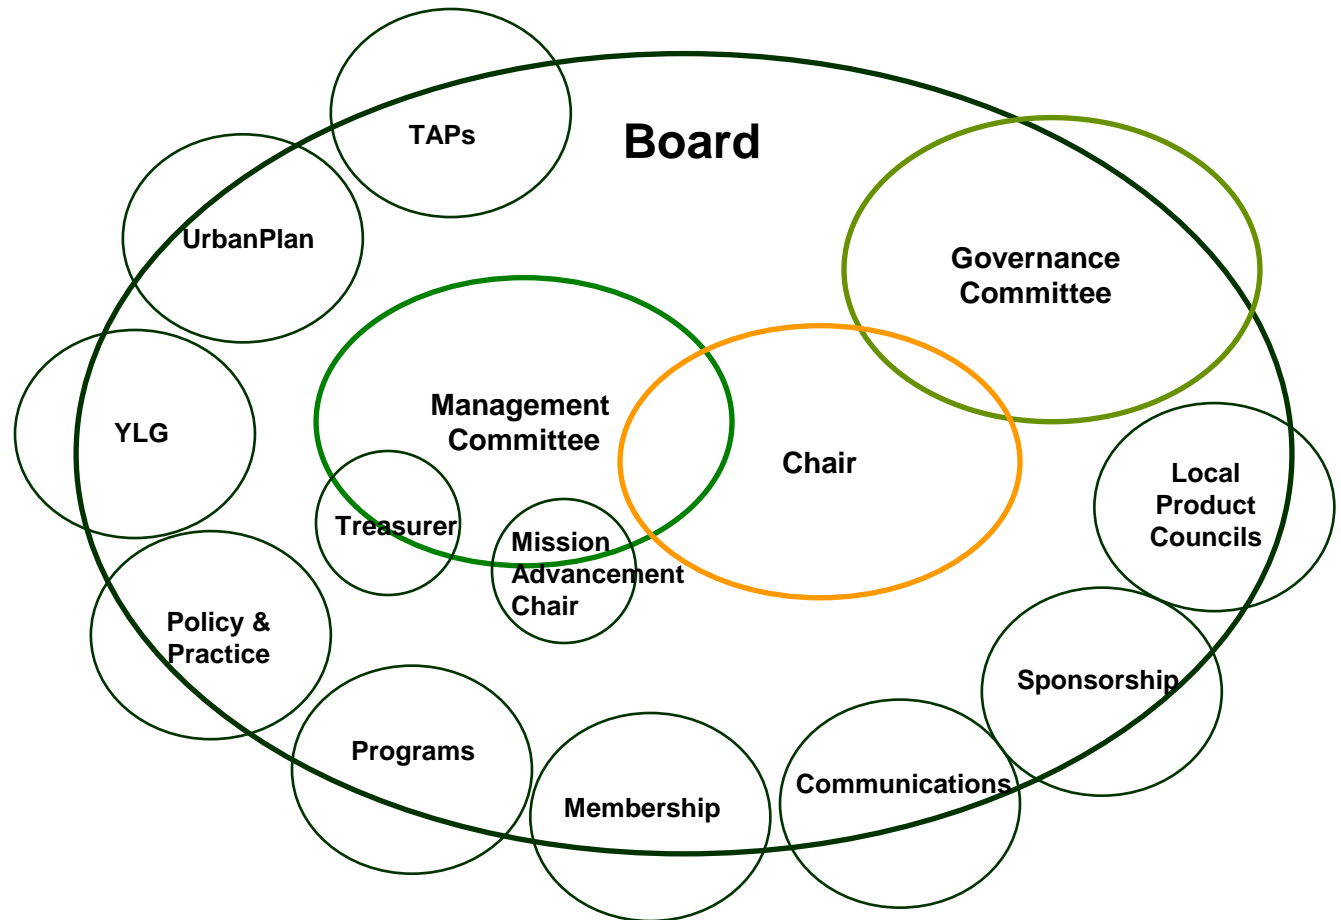 TAPs
Board
UrbanPlan
Governance
Committee
Management
Committee
YLG
Chair
Local
Product
Councils
Treasurer
Mission
Advancement
Chair
Policy &
Practice
Sponsorship
Programs
Communications
Membership